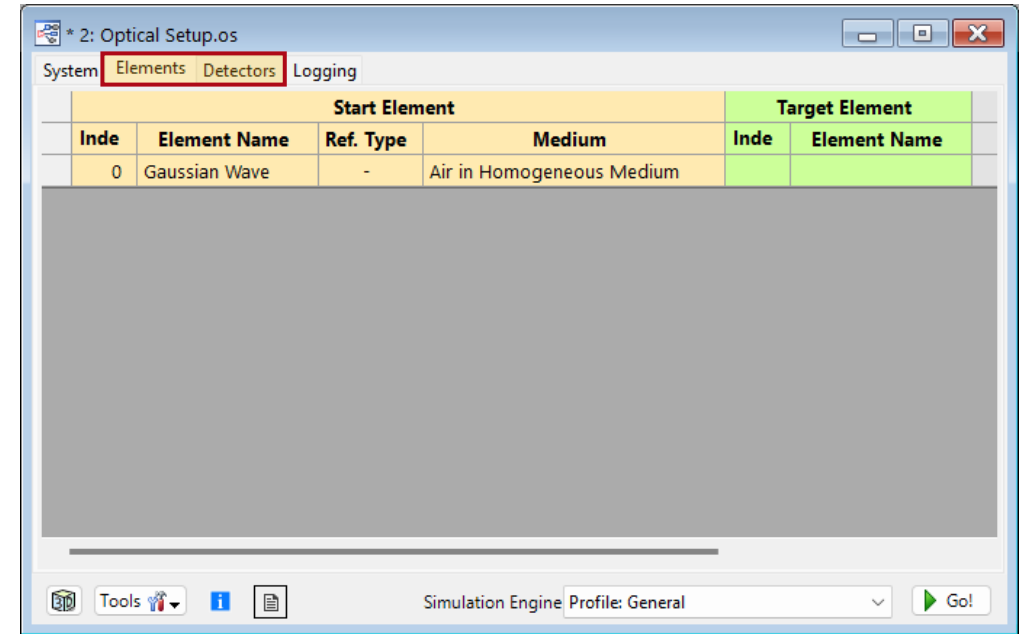 * 2: Optical Setup.os
System Elements Detectors Logging
Start Element Target Element
Inde Element Name Ref. Type Medium Inde Element Name
0 Gaussian Wave - Air in Homogeneous Medium
3D Tools i Simulation Engine Profile: General Go!